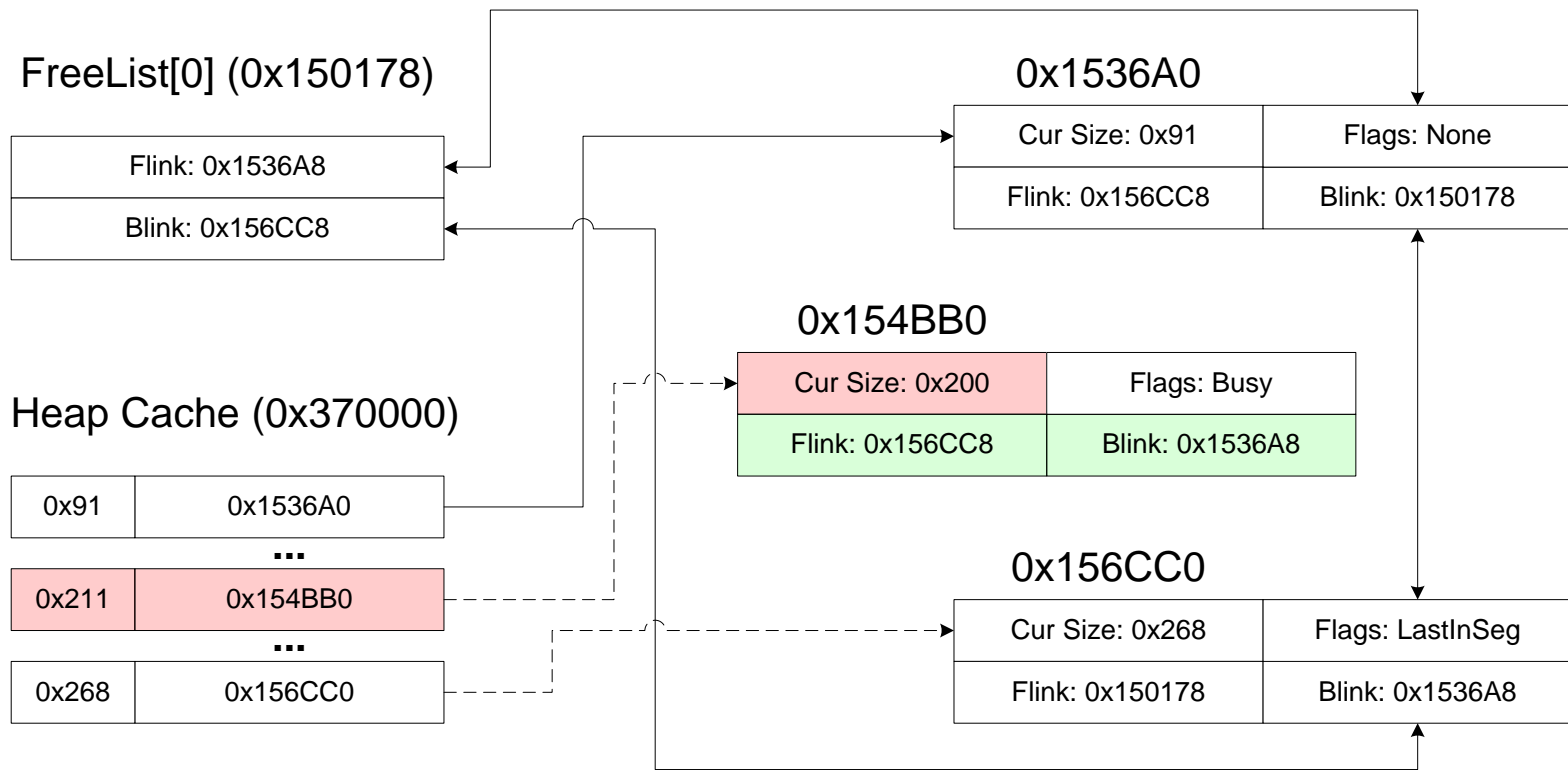 FreeList[0] (0x150178)
Flink: 0x1536A8
Blink: 0x156CC8
0x1536A0
Cur Size: 0x91
Flags: None
Flink: 0x156CC8
Blink: 0x150178
0x154BB0
Cur Size: 0x200
Flags: Busy
Flink: 0x156CC8
Blink: 0x1536A8
Heap Cache (0x370000)
0x91
0x1536A0
...
0x211
0x154BB0
...
0x268
0x156CC0
0x156CC0
Cur Size: 0x268
Flags: LastInSeg
Flink: 0x150178
Blink: 0x1536A8